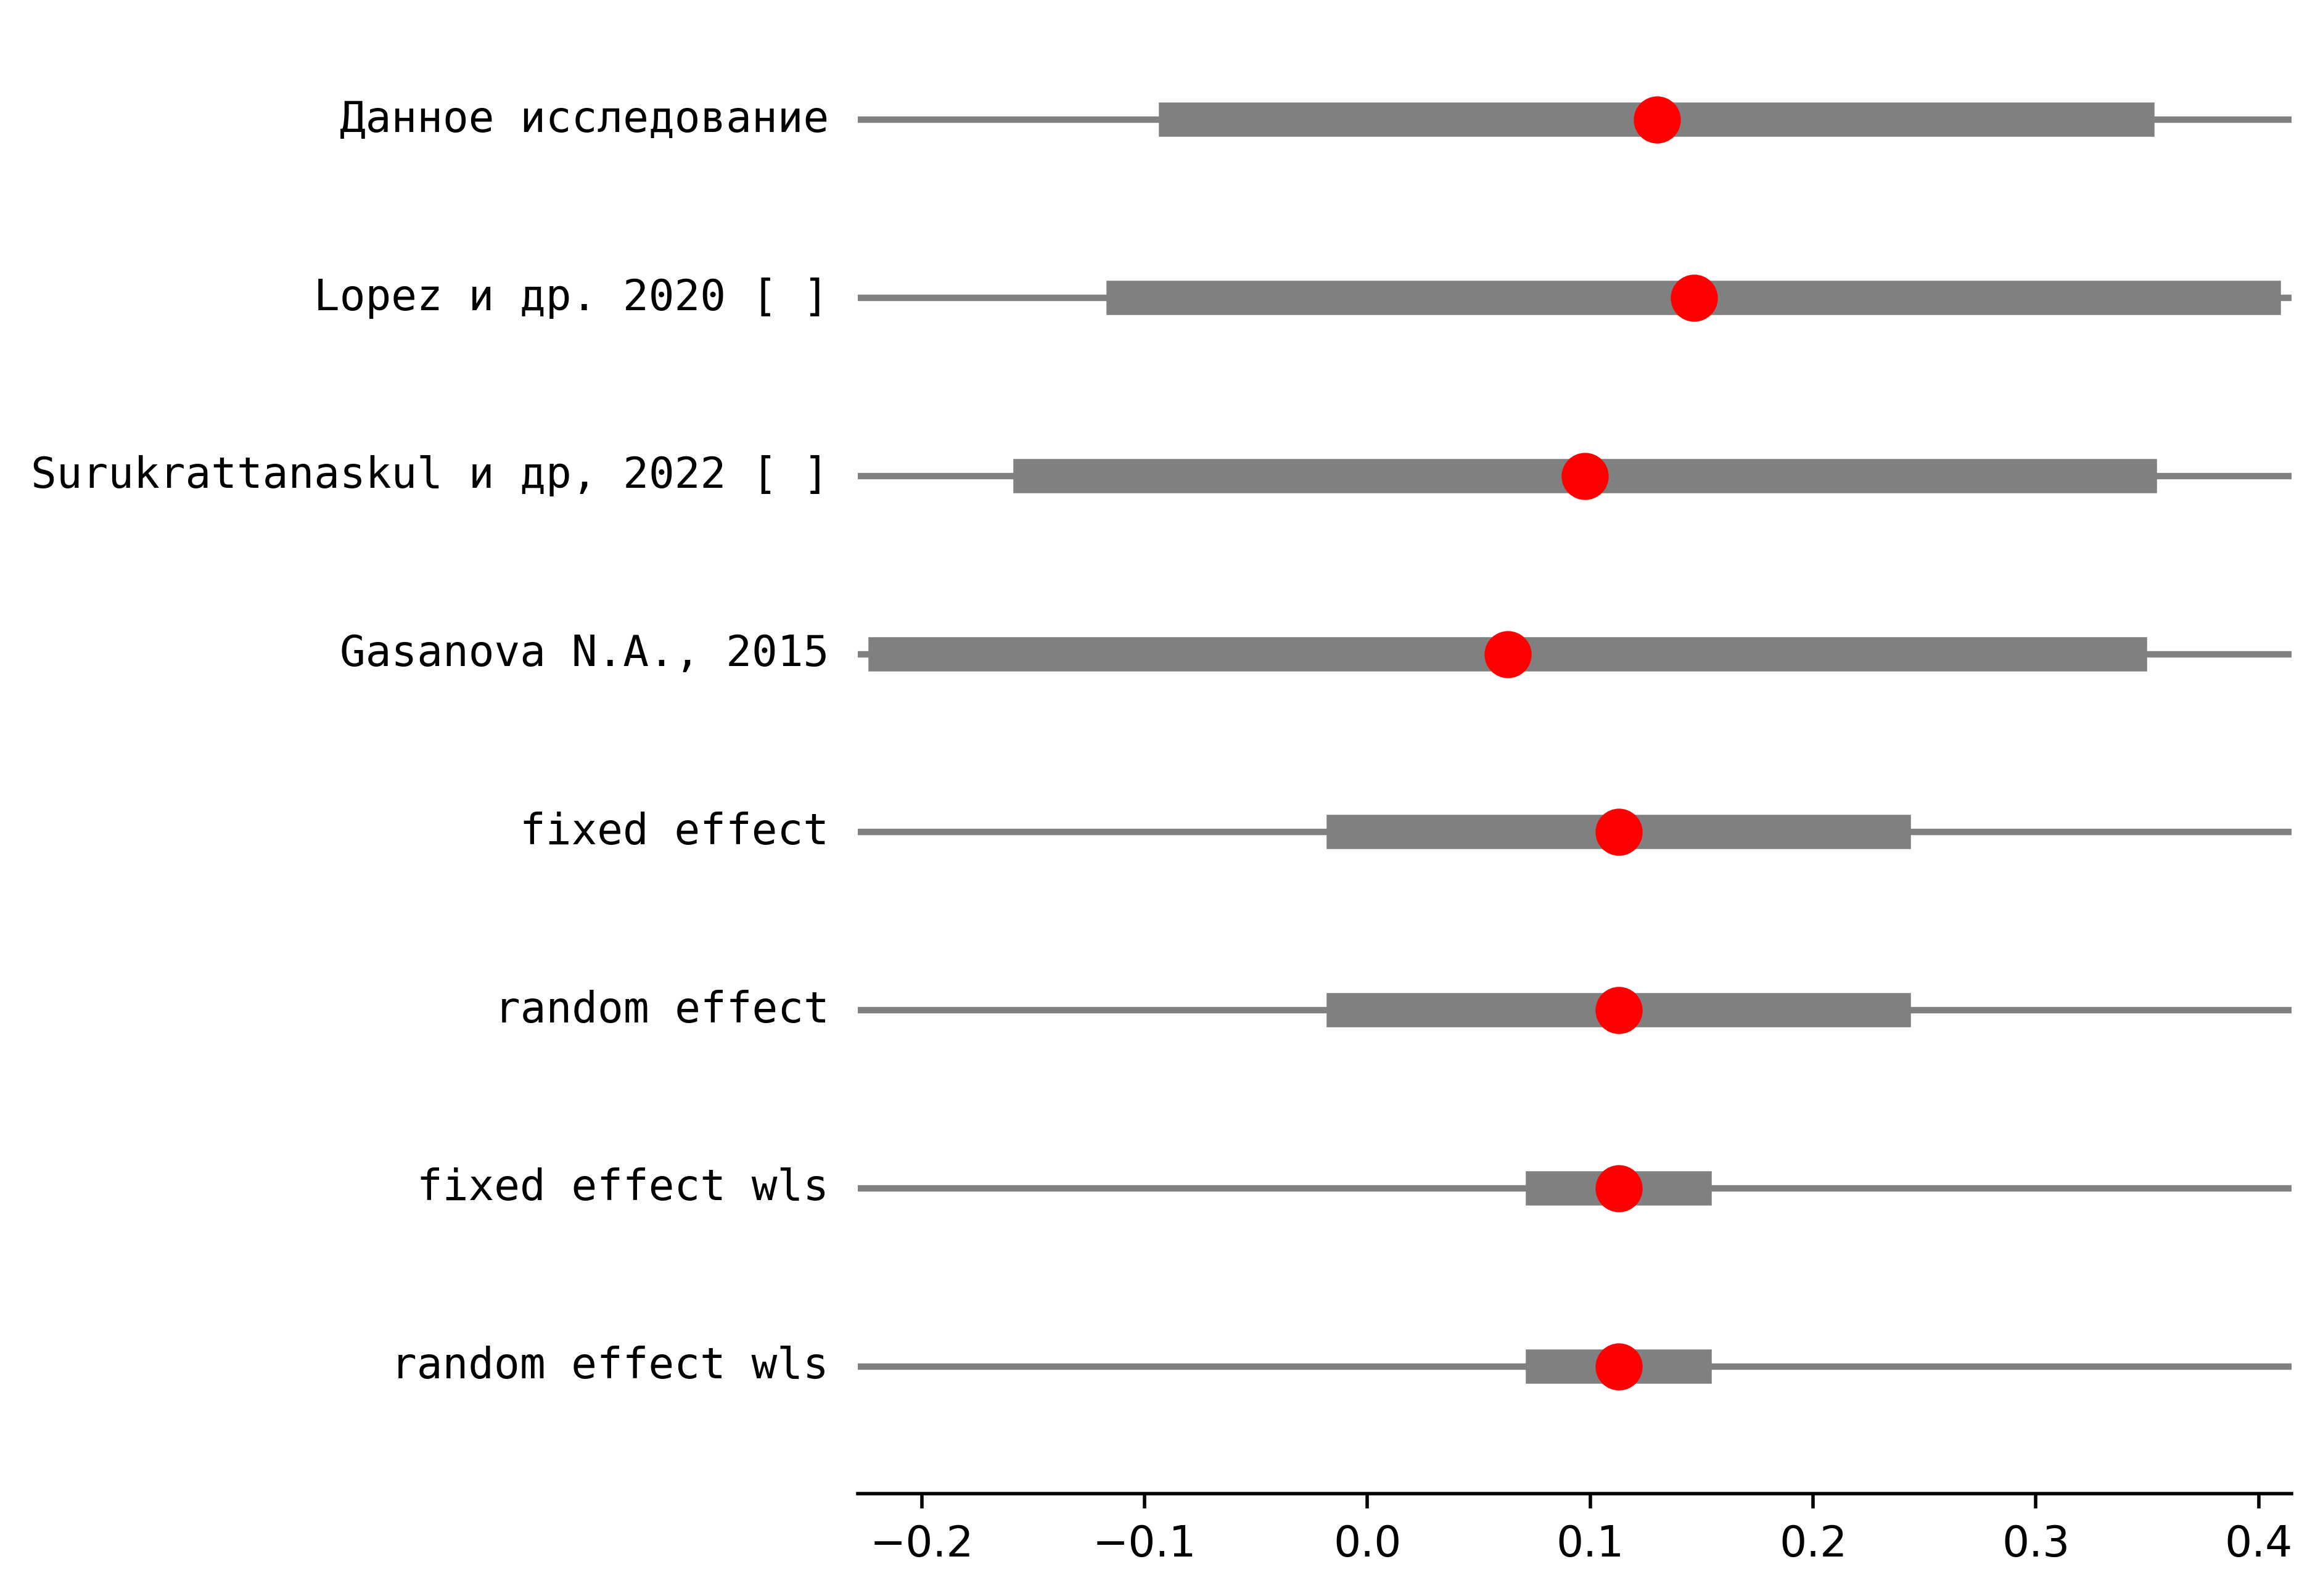 Данное исследование
Lopez и др. 2020 [ ]
Surukrattanaskul и др, 2022 [ ]
Gasanova N.A., 2015
fixed effect
random effect
fixed effect wls
random effect wls
−0.2 −0.1 0.0 0.1 0.2 0.3 0.4